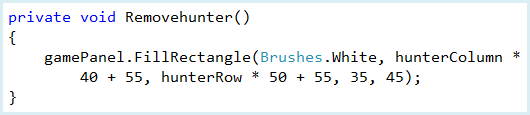 private void Removehunter()
{
    gamePanel.FillRectangle(Brushes.White, hunterColumn *
        40 + 55, hunterRow * 50 + 55, 35, 45);
}